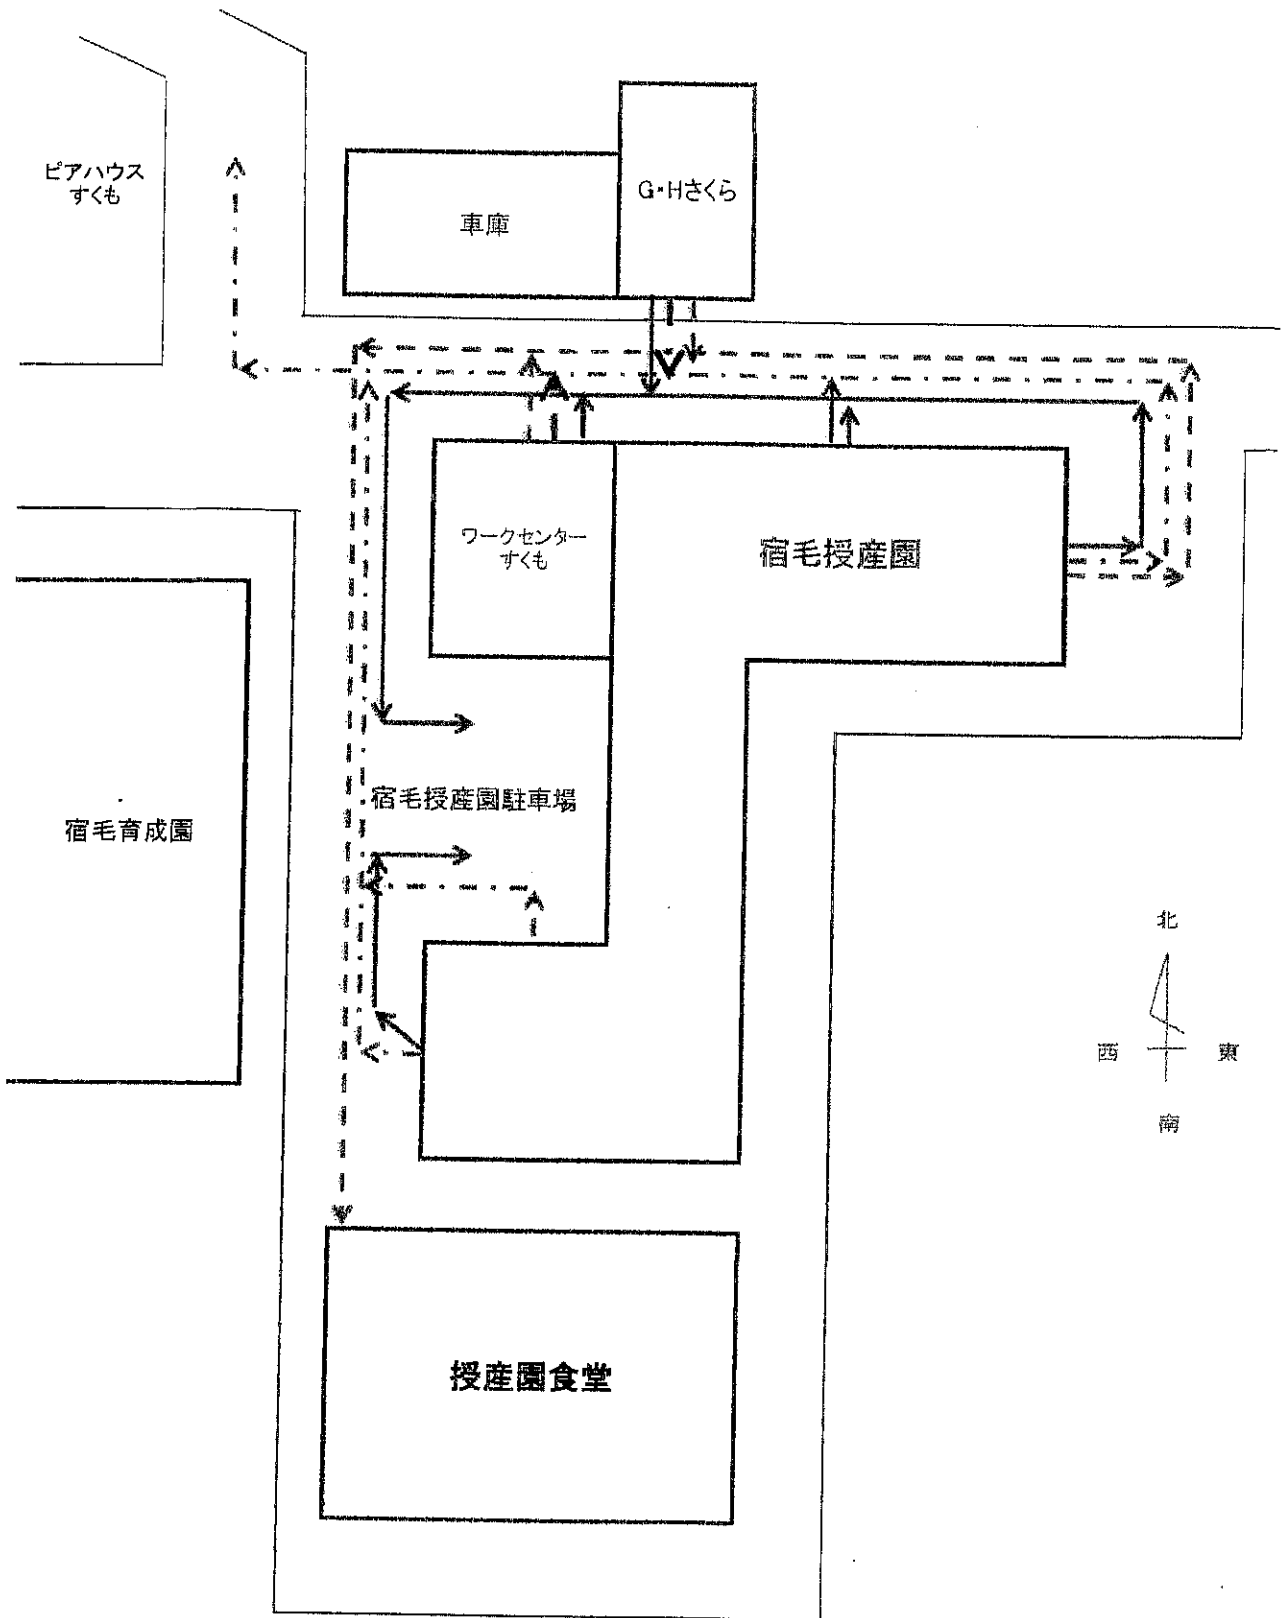 ピアハウス
すくも
車庫
G・Hさくら
ワークセンター
すくも
宿毛授産園
宿毛授産園駐車場
宿毛育成園
北
西
東
南
授産園食堂